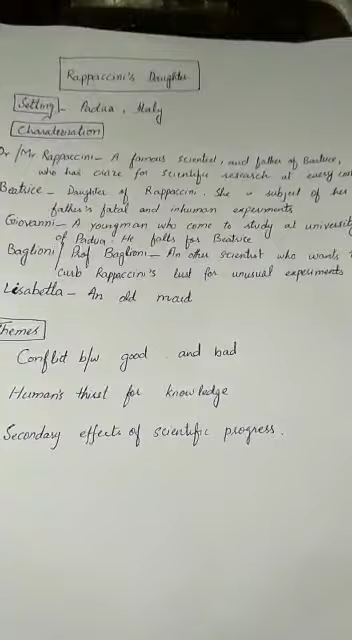 Rappaccini's Daughter
Setting - Padua, Italy
Characterisation
Dr/Mr Rappaccini - A famous scientist, and father of Beatrice,
who has craze for scientific research at every
Beatrice - Daughter of Rappaccini. She is subject of her
father's fatal and inhuman experiments
Giovanni - A youngman who come to study at university
of Padua. He falls for Beatrice
Baglioni / Prof Baglioni - An other scientist who wants
curb Rappaccini's lust for unusual experiments
Lisabetta - An old maid
Themes
Conflict b/w good and bad
Human's thirst for knowledge
Secondary effects of scientific progress.